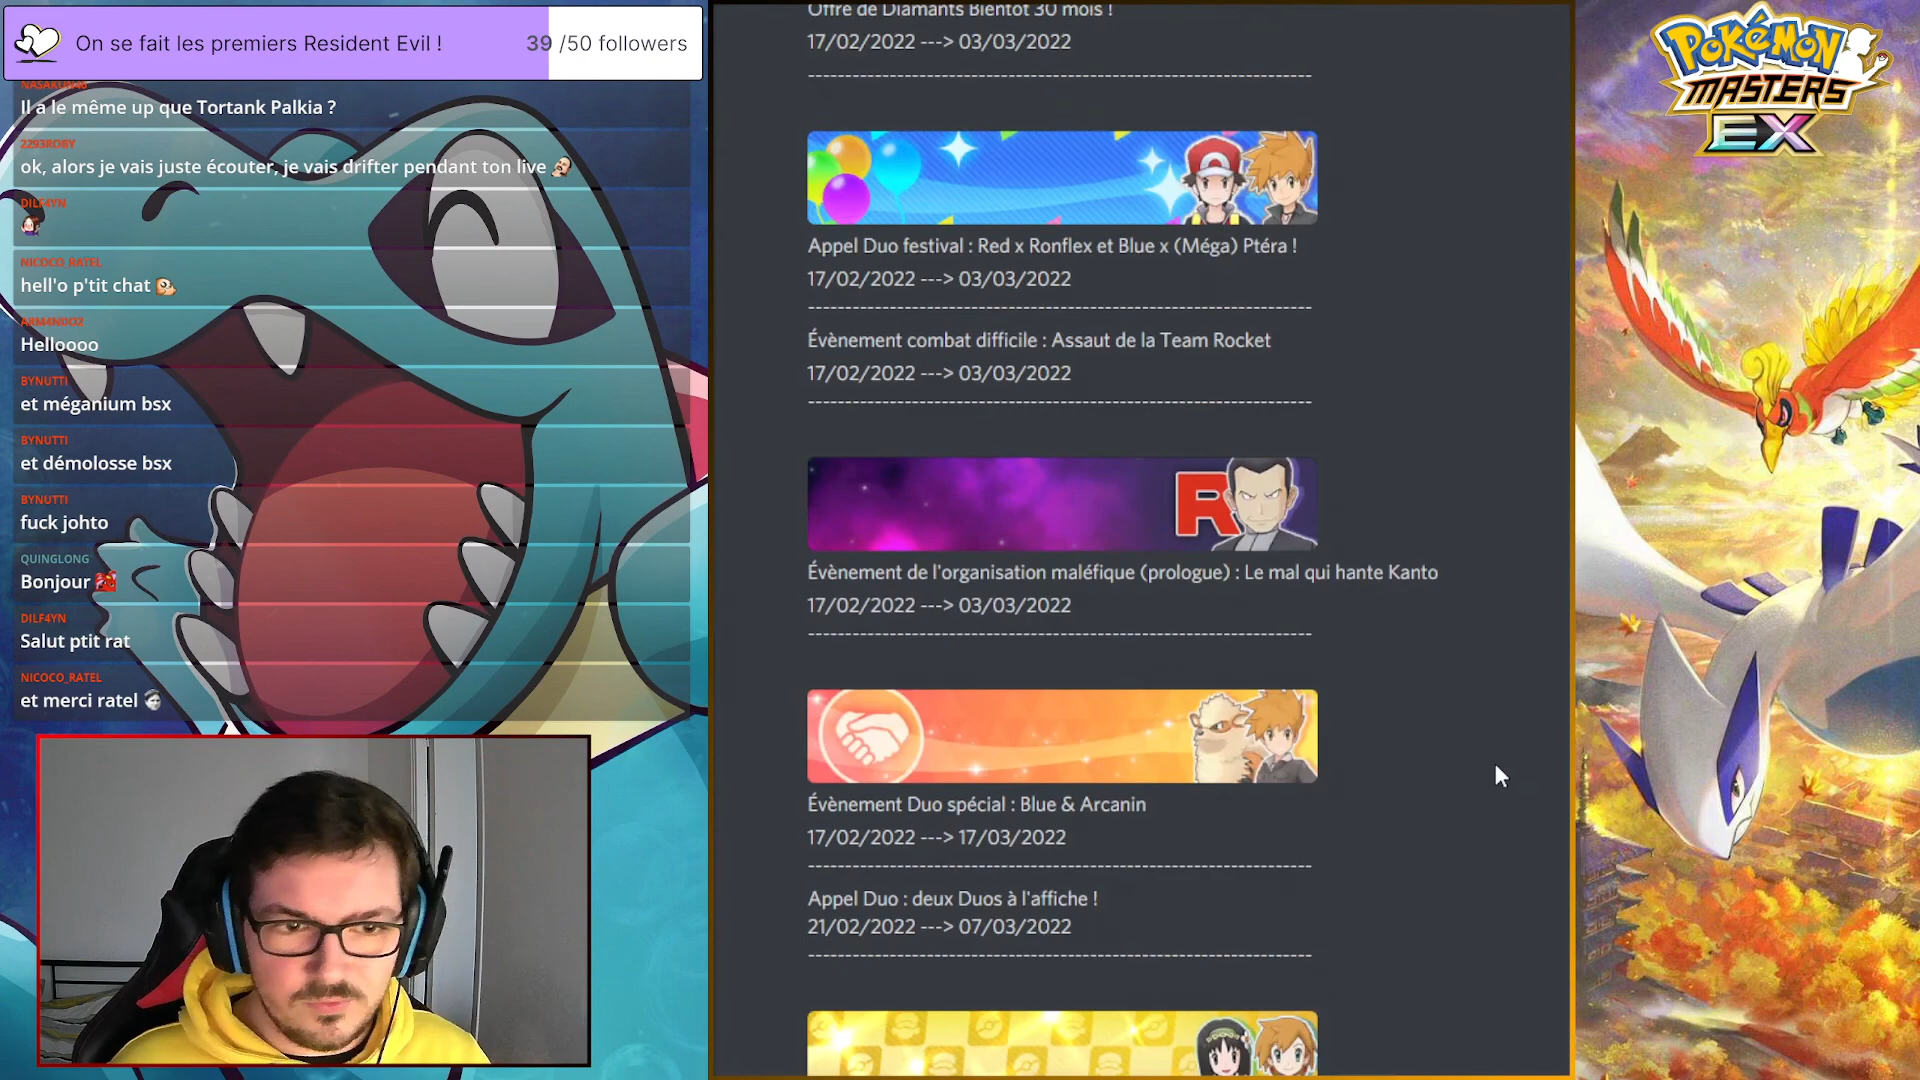 On se fait les premiers Resident Evil ! 39 /50 followers
NASAKUN46
Il a le même up que Tortank Palkia ?
2293ROBY
ok, alors je vais juste écouter, je vais drifter pendant ton live
DILF4YN
NICOCO_RATEL
hell'o p'tit chat
ARM4ND0Z
Helloooo
BYNUTTI
et méganium bsx
BYNUTTI
et démolosse bsx
BYNUTTI
fuck johto
QUINGLONG
Bonjour
DILF4YN
Salut ptit rat
NICOCO_RATEL
et merci ratel
Offre de Diamants Bientôt 30 mois !
17/02/2022 ---> 03/03/2022
Appel Duo festival : Red x Ronflex et Blue x (Méga) Ptéra !
17/02/2022 ---> 03/03/2022
Évènement combat difficile : Assaut de la Team Rocket
17/02/2022 ---> 03/03/2022
R
Évènement de l'organisation maléfique (prologue) : Le mal qui hante Kanto
17/02/2022 ---> 03/03/2022
Évènement Duo spécial : Blue & Arcanin
17/02/2022 ---> 17/03/2022
Appel Duo : deux Duos à l'affiche !
21/02/2022 ---> 07/03/2022
POKéMON
MASTERS
EX